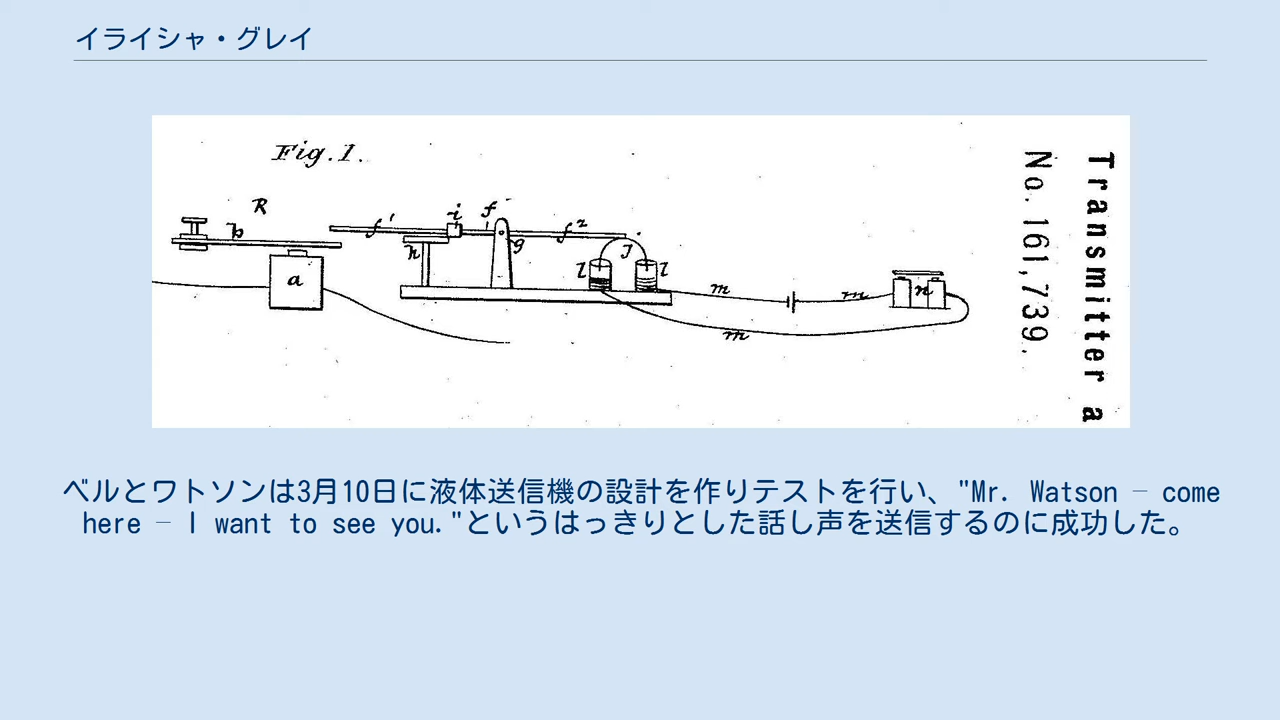 イライシャ・グレイ
Fig.1.
R
b
a
f'
i
f
f²
h
g
j
l
l
m
m
m
n
No. 161,739.
Transmitter a
ベルとワトソンは3月10日に液体送信機の設計を作りテストを行い、"Mr. Watson — come
here — I want to see you."というはっきりとした話し声を送信するのに成功した。